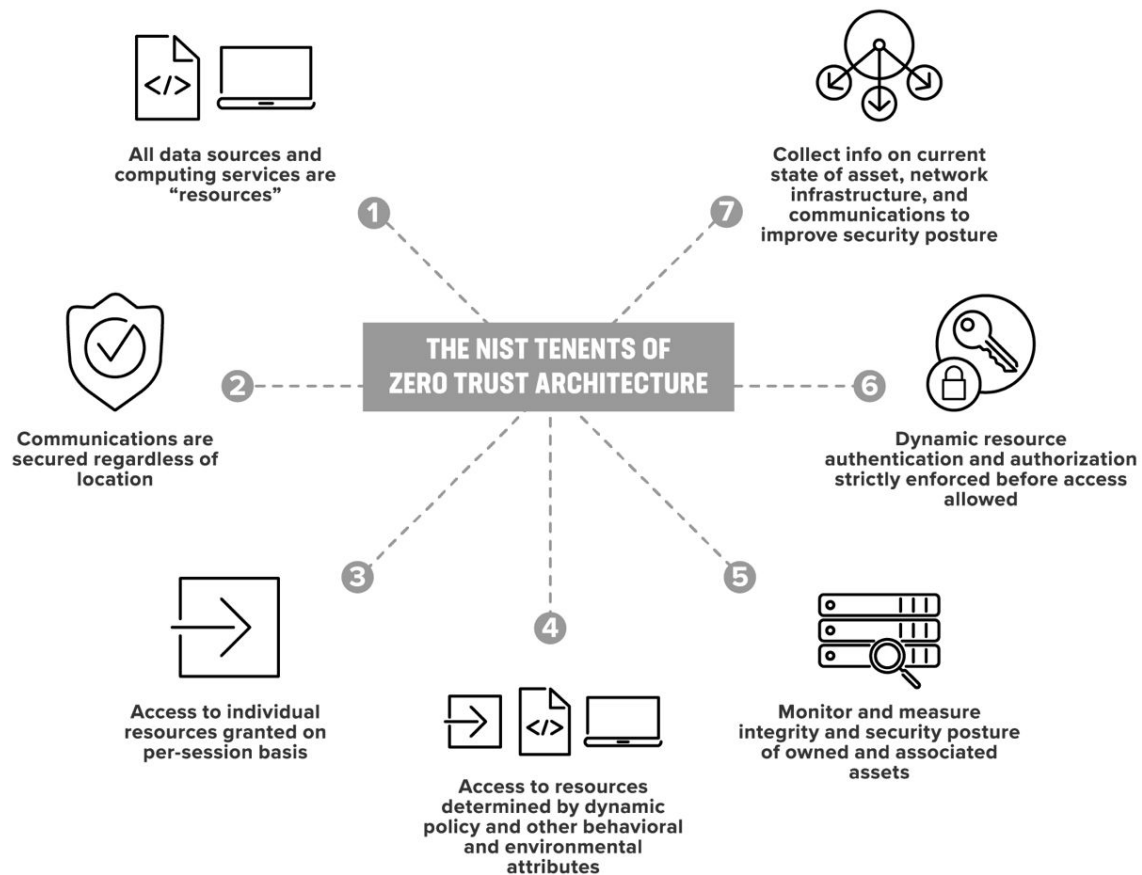 </>
All data sources and
computing services are
“resources”
1
Collect info on current
state of asset, network
infrastructure, and
communications to
improve security posture
7
THE NIST TENENTS OF
ZERO TRUST ARCHITECTURE
2
Communications are
secured regardless of
location
6
Dynamic resource
authentication and authorization
strictly enforced before access
allowed
3
Access to individual
resources granted on
per-session basis
4
</>
Access to resources
determined by dynamic
policy and other behavioral
and environmental
attributes
5
Monitor and measure
integrity and security posture
of owned and associated
assets